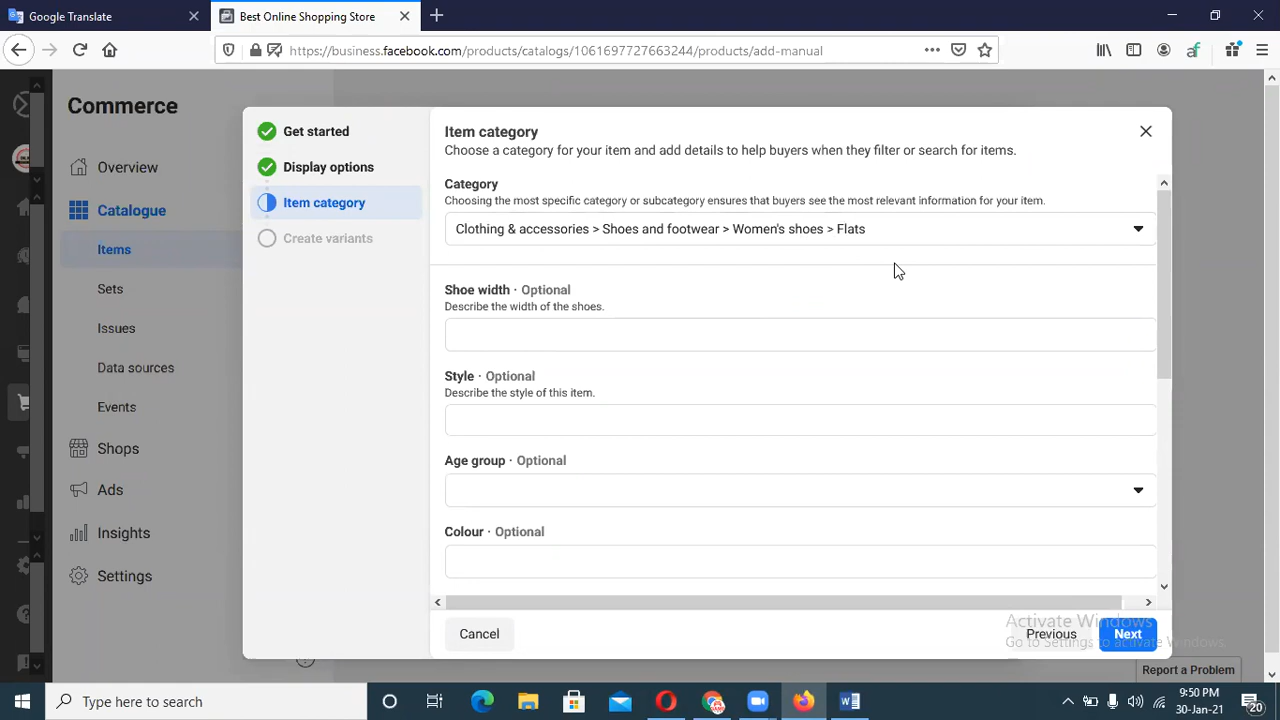 Google Translate
Best Online Shopping Store
https://business.facebook.com/products/catalogs/1061697727663244/products/add-manual
Commerce
Overview
Catalogue
Items
Sets
Issues
Data sources
Events
Shops
Ads
Insights
Settings
Get started
Display options
Item category
Create variants
Item category
Choose a category for your item and add details to help buyers when they filter or search for items.
Category
Choosing the most specific category or subcategory ensures that buyers see the most relevant information for your item.
Clothing & accessories > Shoes and footwear > Women's shoes > Flats
Shoe width · Optional
Describe the width of the shoes.
Style · Optional
Describe the style of this item.
Age group · Optional
Colour · Optional
Cancel
Previous
Next
Activate Windows
Go to Settings to activate Windows.
Report a Problem
Type here to search
9:50 PM
30-Jan-21
20